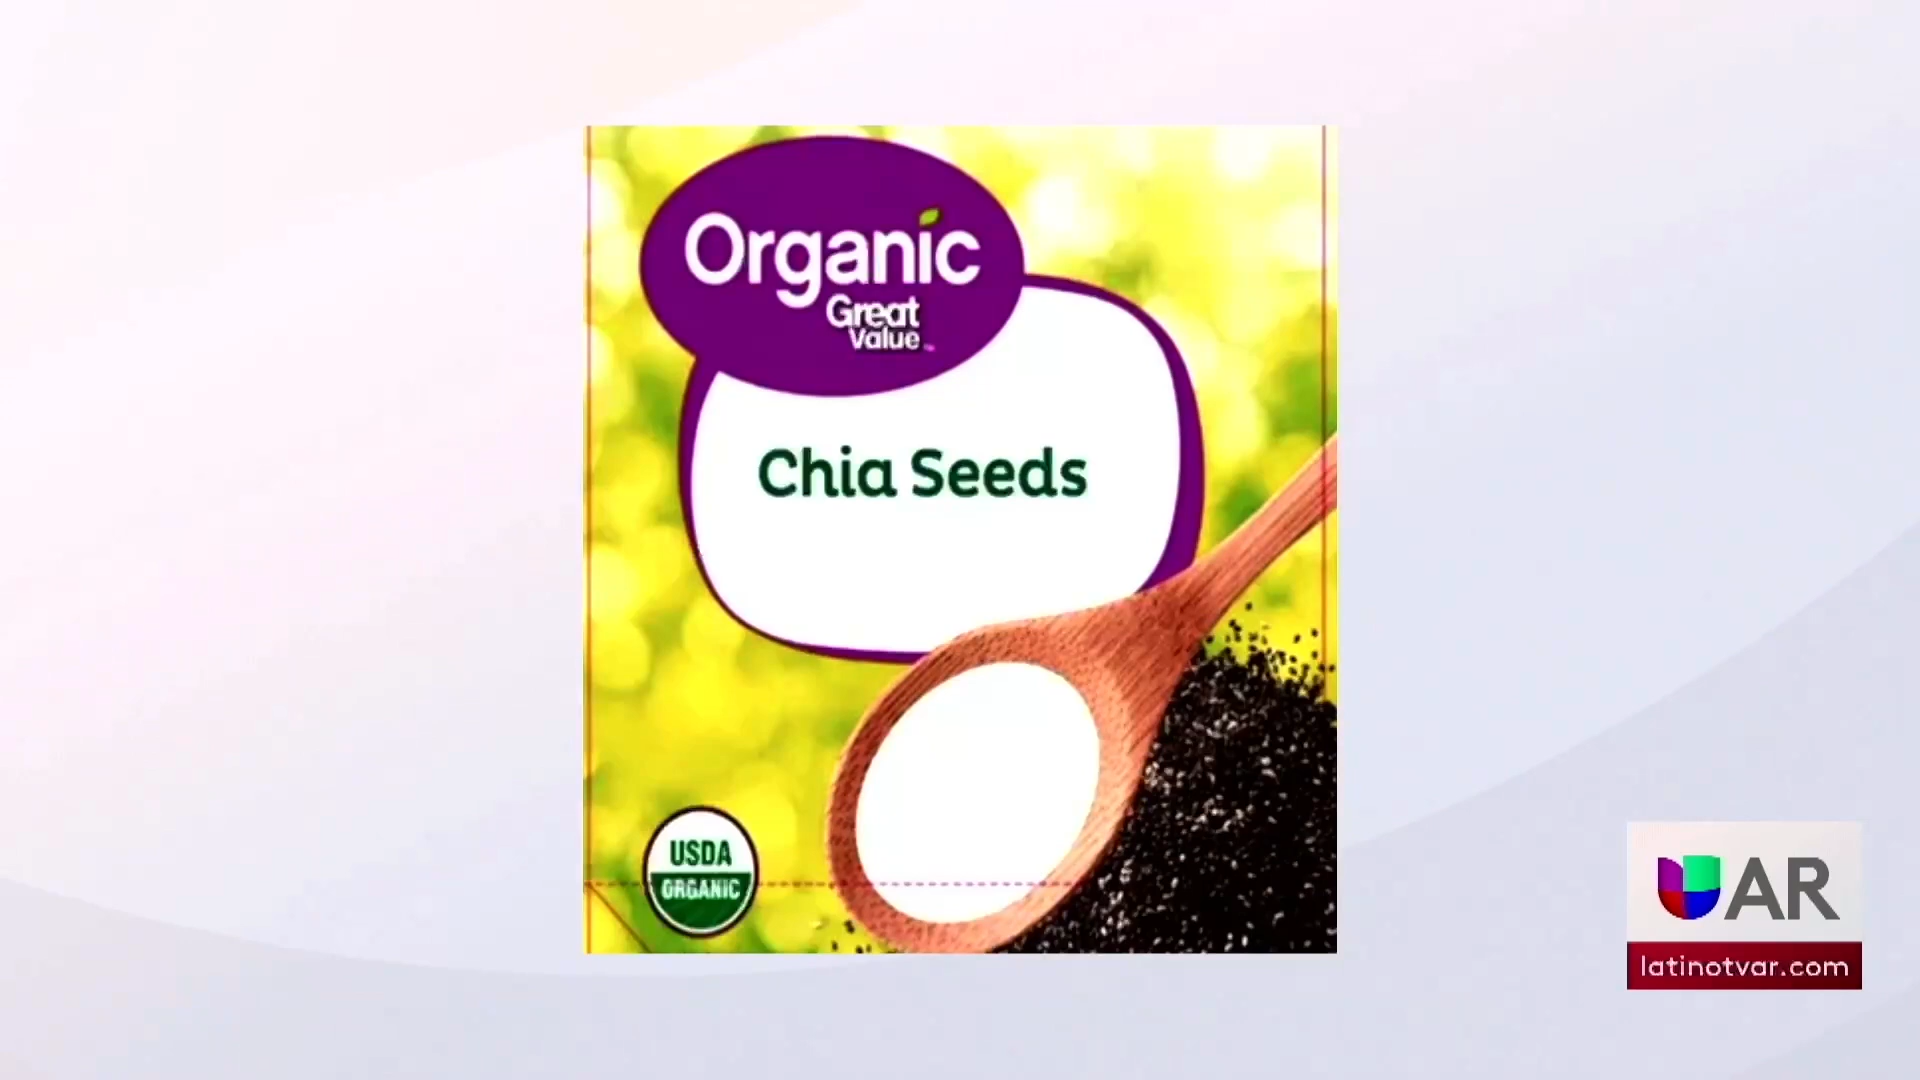 Organic
Great
Value
Chia Seeds
USDA
ORGANIC
AR
latinotvar.com